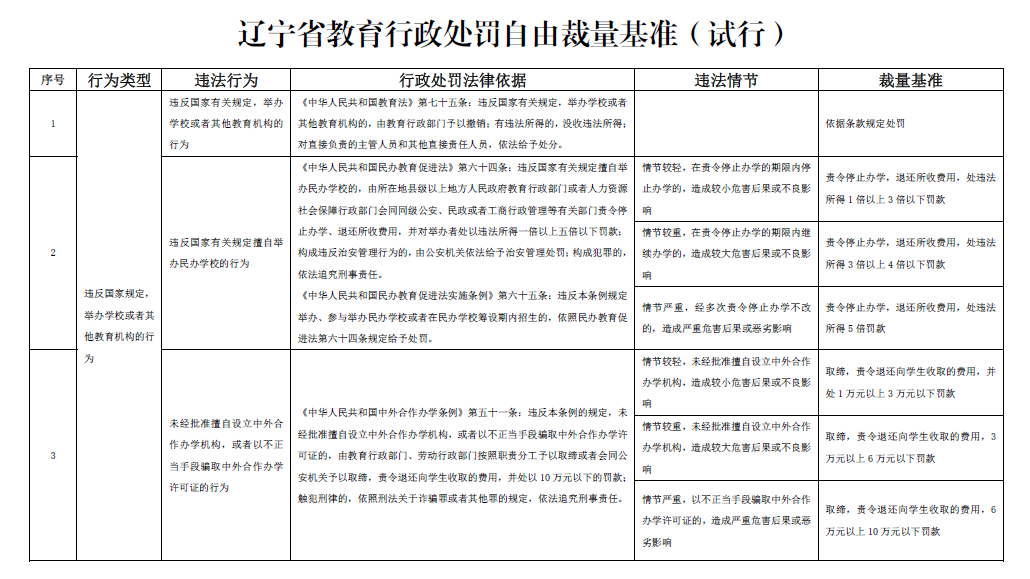 辽宁省教育行政处罚自由裁量基准（试行）
序号
行为类型
违法行为
行政处罚法律依据
违法情节
裁量基准
1
违反国家规定，
举办学校或者其
他教育机构的行
为
违反国家有关规定，举办
学校或者其他教育机构的
行为
《中华人民共和国教育法》第七十五条：违反国家有关规定，举办学校或者
其他教育机构的，由教育行政部门予以撤销；有违法所得的，没收违法所得；
对直接负责的主管人员和其他直接责任人员，依法给予处分。
依据条款规定处罚
2
违反国家有关规定擅自举
办民办学校的行为
《中华人民共和国民办教育促进法》第六十四条：违反国家有关规定擅自举
办民办学校的，由所在地县级以上地方人民政府教育行政部门或者人力资源
社会保障行政部门会同同级公安、民政或者工商行政管理等有关部门责令停
止办学、退还所收费用，并对举办者处以违法所得一倍以上五倍以下罚款；
构成违反治安管理行为的，由公安机关依法给予治安管理处罚；构成犯罪的，
依法追究刑事责任。
《中华人民共和国民办教育促进法实施条例》第六十五条：违反本条例规定
举办、参与举办民办学校或者在民办学校筹设期内招生的，依照民办教育促
进法第六十四条规定给予处罚。
情节较轻，在责令停止办学的期限内停
止办学的，造成较小危害后果或不良影
响
责令停止办学，退还所收费用，处违法
所得 1 倍以上 3 倍以下罚款
情节较重，在责令停止办学的期限内继
续办学的，造成较大危害后果或不良影
响
责令停止办学，退还所收费用，处违法
所得 3 倍以上 4 倍以下罚款
情节严重，经多次责令停止办学不改
的，造成严重危害后果或恶劣影响
责令停止办学，退还所收费用，处违法
所得 5 倍罚款
3
未经批准擅自设立中外合
作办学机构，或者以不正
当手段骗取中外合作办学
许可证的行为
《中华人民共和国中外合作办学条例》第五十一条：违反本条例的规定，未
经批准擅自设立中外合作办学机构，或者以不正当手段骗取中外合作办学许
可证的，由教育行政部门、劳动行政部门按照职责分工予以取缔或者会同公
安机关予以取缔，责令退还向学生收取的费用，并处以 10 万元以下的罚款；
触犯刑律的，依照刑法关于诈骗罪或者其他罪的规定，依法追究刑事责任。
情节较轻，未经批准擅自设立中外合作
办学机构，造成较小危害后果或不良影
响
取缔，责令退还向学生收取的费用，并
处 1 万元以上 3 万元以下罚款
情节较重，未经批准擅自设立中外合作
办学机构，造成较大危害后果或不良影
响
取缔，责令退还向学生收取的费用，3
万元以上 6 万元以下罚款
情节严重，以不正当手段骗取中外合作
办学许可证的，造成严重危害后果或恶
劣影响
取缔，责令退还向学生收取的费用，6
万元以上 10 万元以下罚款